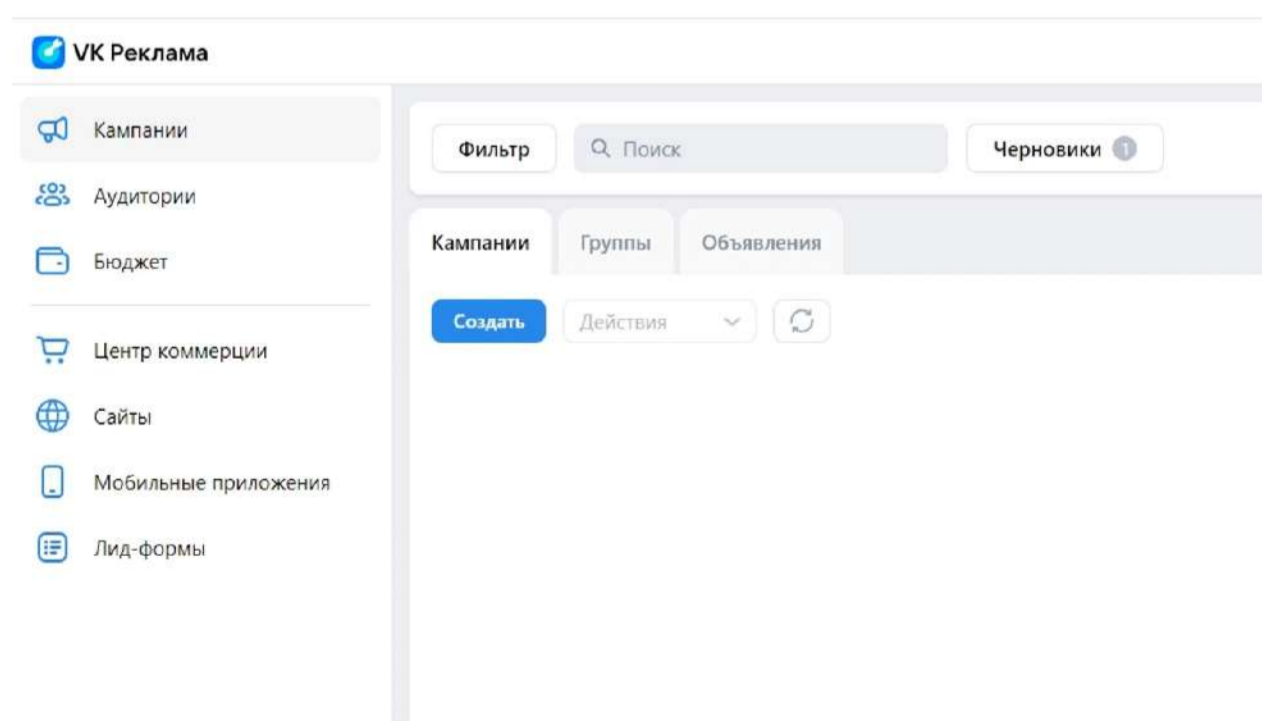 VK Реклама
Кампании
Аудитории
Бюджет
Центр коммерции
Сайты
Мобильные приложения
Лид-формы
Фильтр
Поиск
Черновики 1
Кампании Группы Объявления
Создать Действия